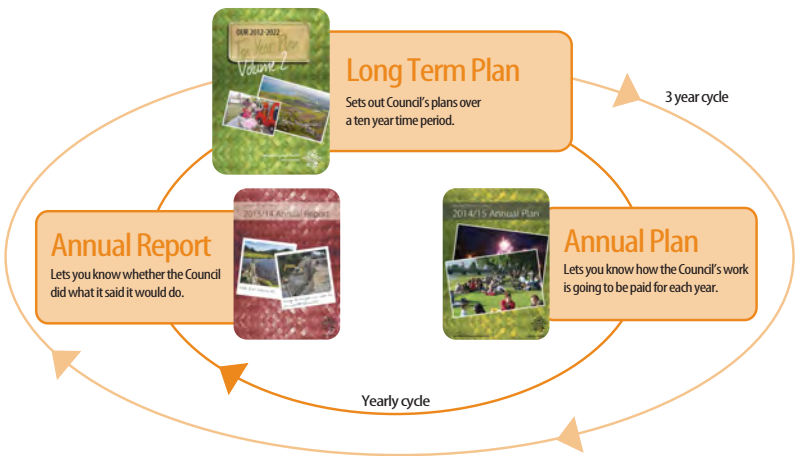 OUR 2012-2022
Ten Year Plan
Volume 2
Long Term Plan
Sets out Council's plans over
a ten year time period.
3 year cycle
2013/14 Annual Report
Annual Report
Lets you know whether the Council
did what it said it would do.
2014/15 Annual Plan
Annual Plan
Lets you know how the Council's work
is going to be paid for each year.
Yearly cycle